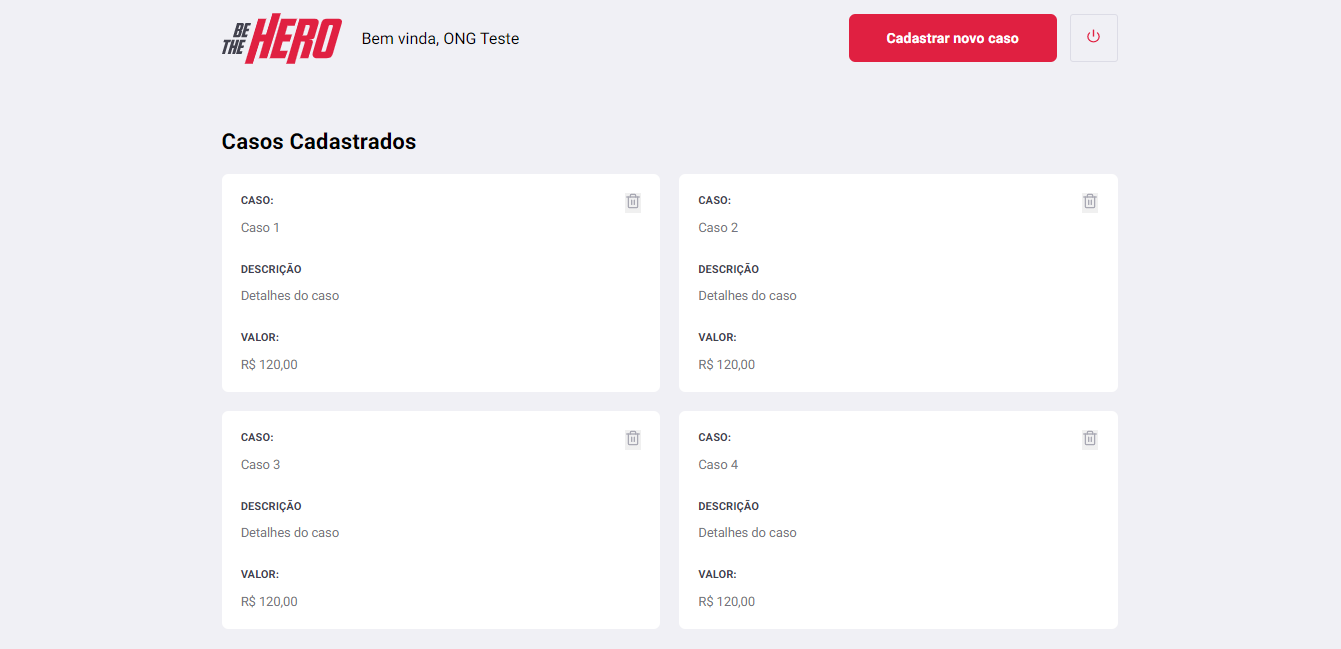 BE THE HERO
Bem vinda, ONG Teste
Cadastrar novo caso
Casos Cadastrados
CASO:
Caso 1
DESCRIÇÃO
Detalhes do caso
VALOR:
R$ 120,00
CASO:
Caso 2
DESCRIÇÃO
Detalhes do caso
VALOR:
R$ 120,00
CASO:
Caso 3
DESCRIÇÃO
Detalhes do caso
VALOR:
R$ 120,00
CASO:
Caso 4
DESCRIÇÃO
Detalhes do caso
VALOR:
R$ 120,00